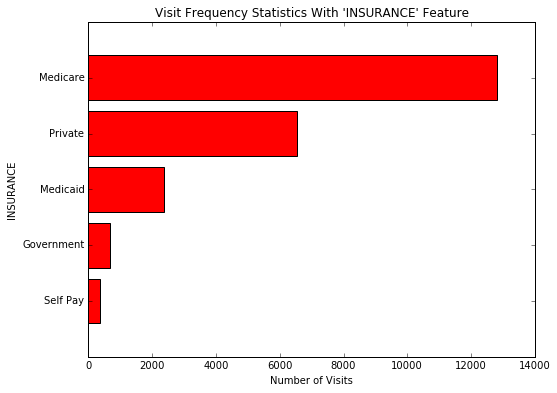 Visit Frequency Statistics With 'INSURANCE' Feature
INSURANCE
Medicare
Private
Medicaid
Government
Self Pay
0 2000 4000 6000 8000 10000 12000 14000
Number of Visits